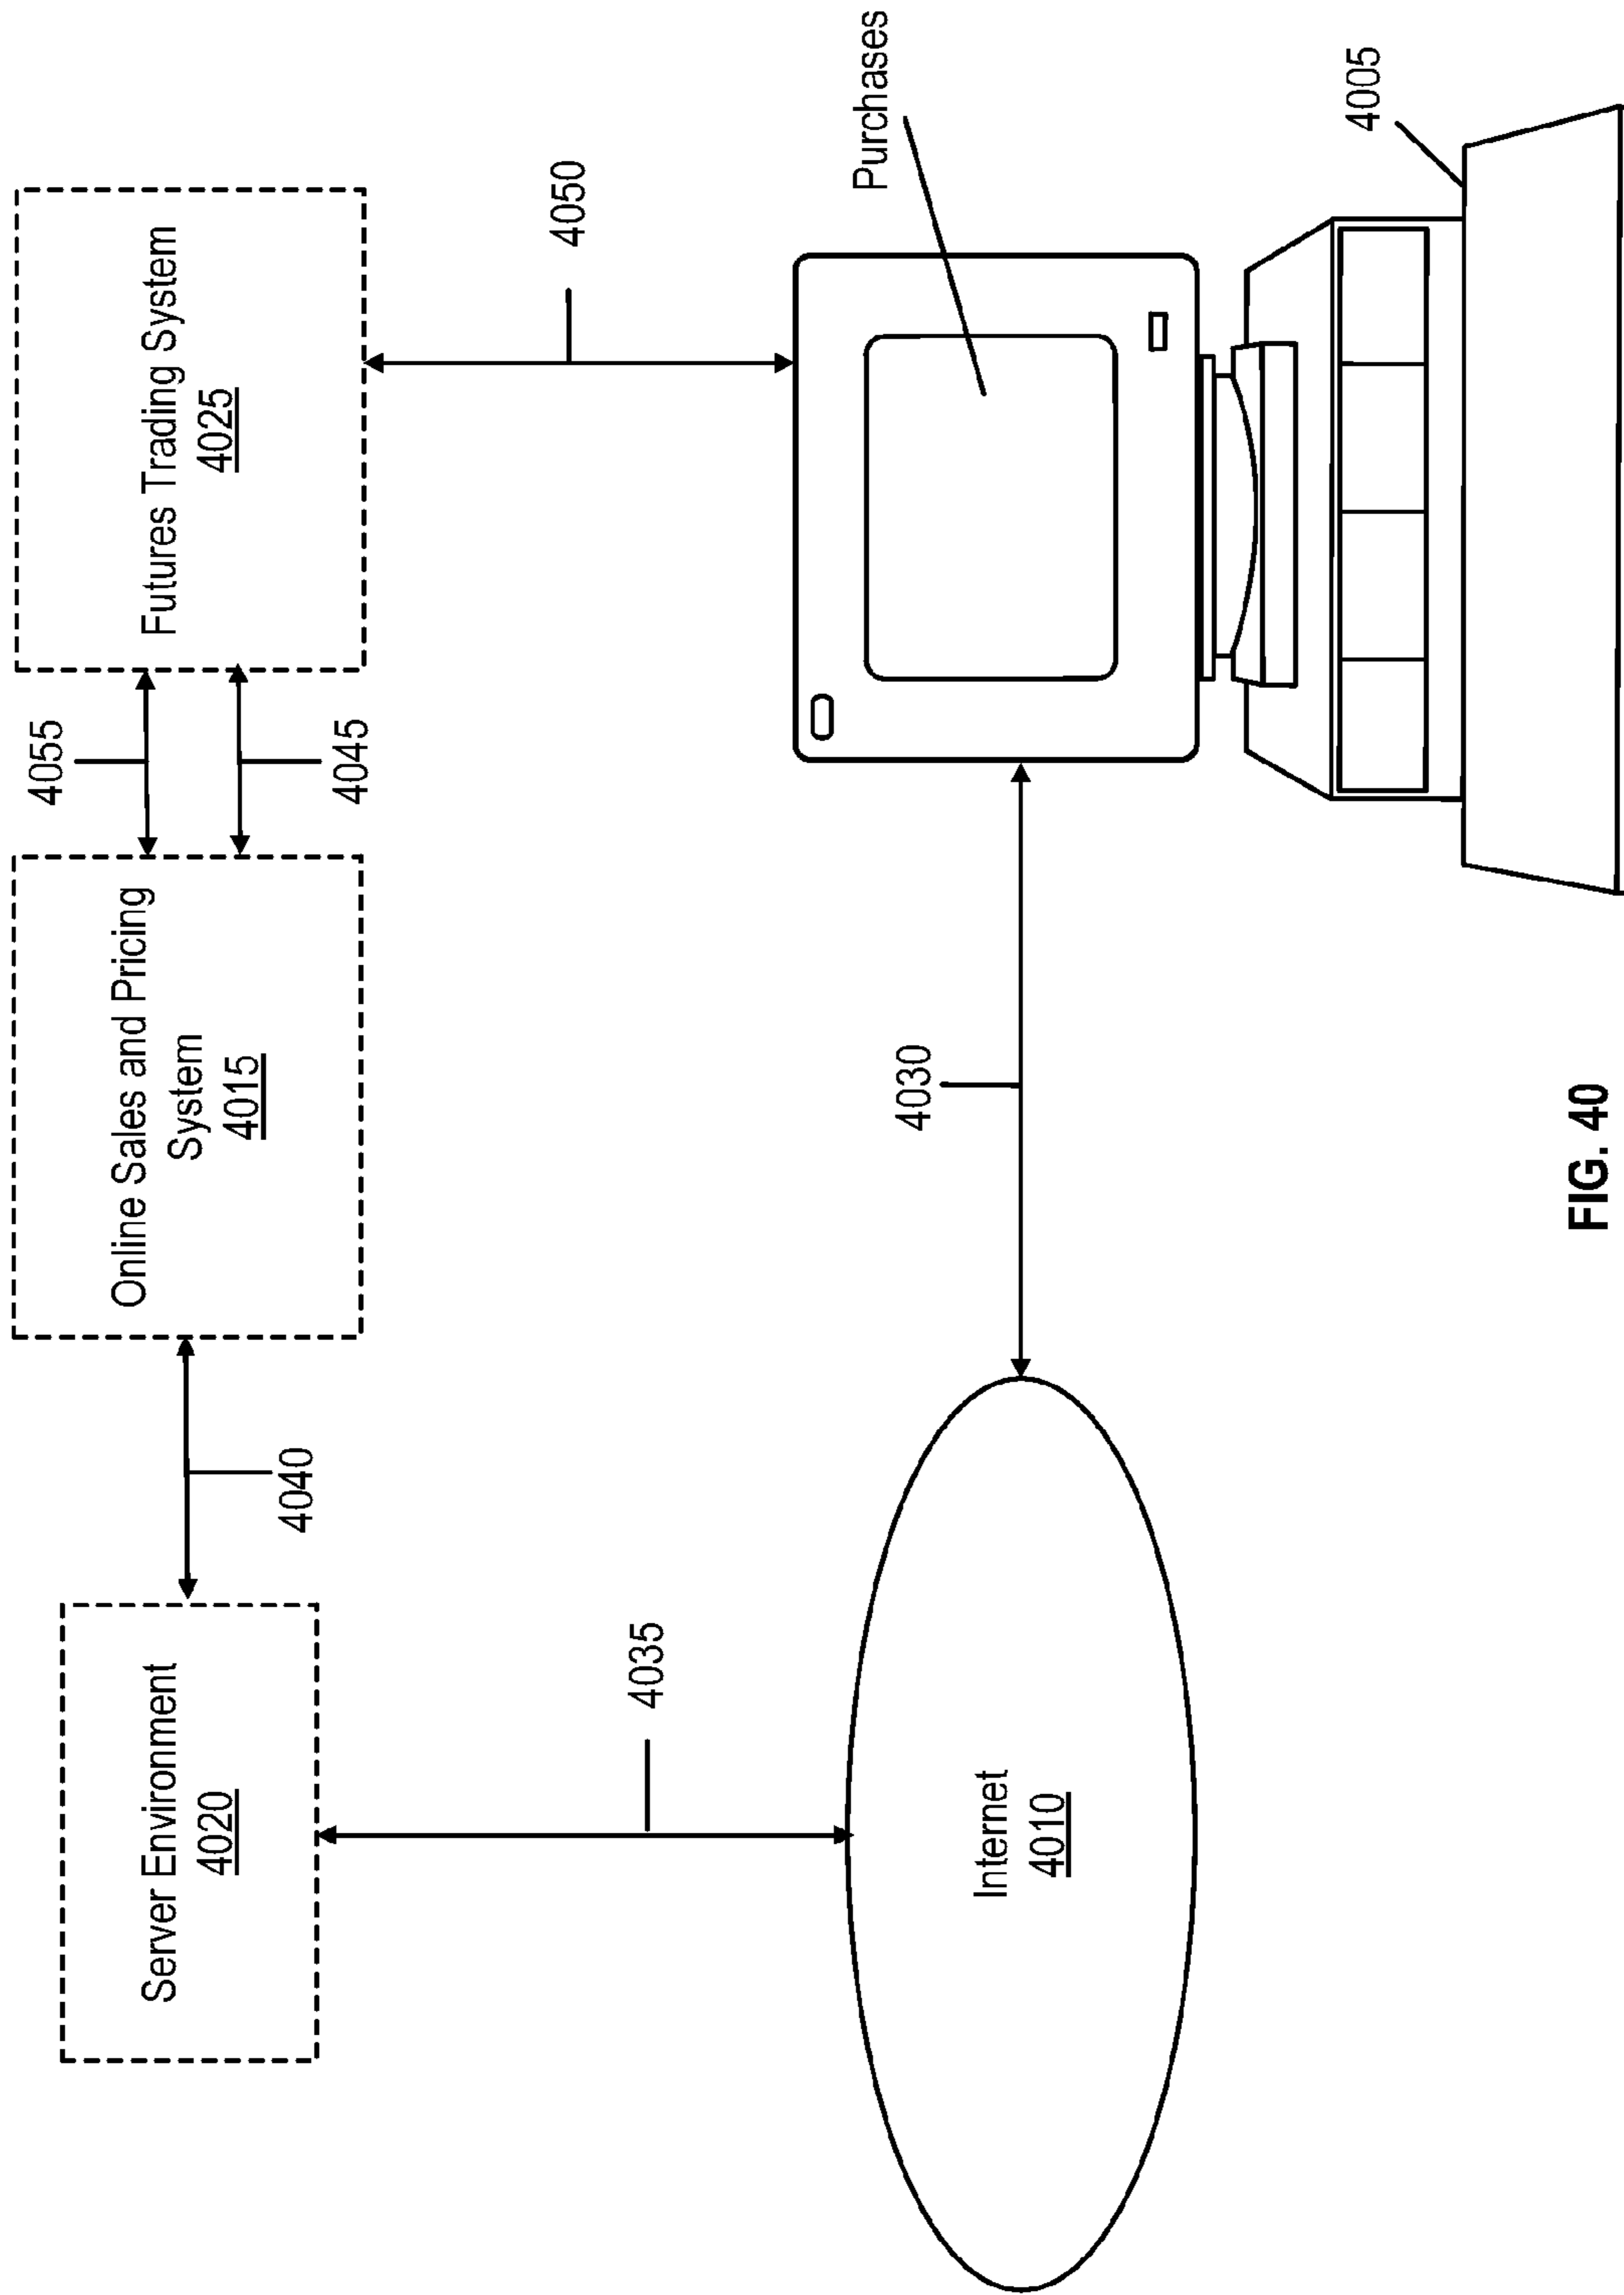 Server Environment
4020
4040
Online Sales and Pricing
System
4015
4055
4045
Futures Trading System
4025
4035
4050
Internet
4010
4030
Purchases
4005
FIG. 40